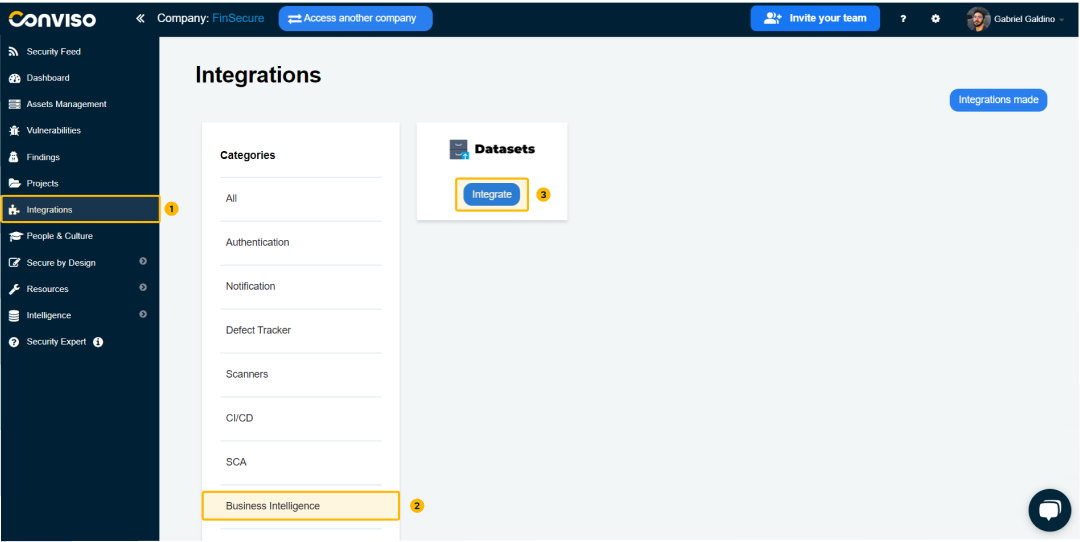 Conviso
Company: FinSecure
Access another company
Invite your team
?
Gabriel Galdino
Security Feed
Dashboard
Assets Management
Vulnerabilities
Findings
Projects
Integrations
1
People & Culture
Secure by Design
Resources
Intelligence
Security Expert
Integrations
Integrations made
Categories
All
Authentication
Notification
Defect Tracker
Scanners
CI/CD
SCA
Business Intelligence
2
Datasets
Integrate
3